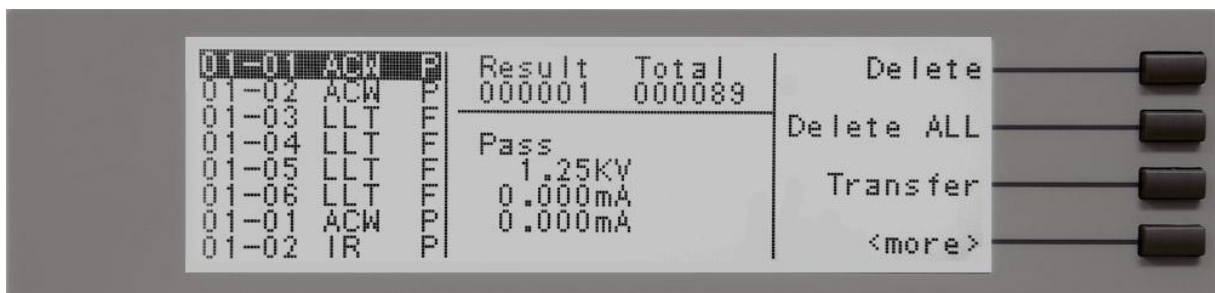 01-01 ACW P
01-02 ACW P
01-03 LLT F
01-04 LLT F
01-05 LLT F
01-06 LLT F
01-01 ACW P
01-02 IR P
Result Total
000001 000089
Pass
1.25KV
0.000mA
0.000mA
Delete
Delete ALL
Transfer
<more>